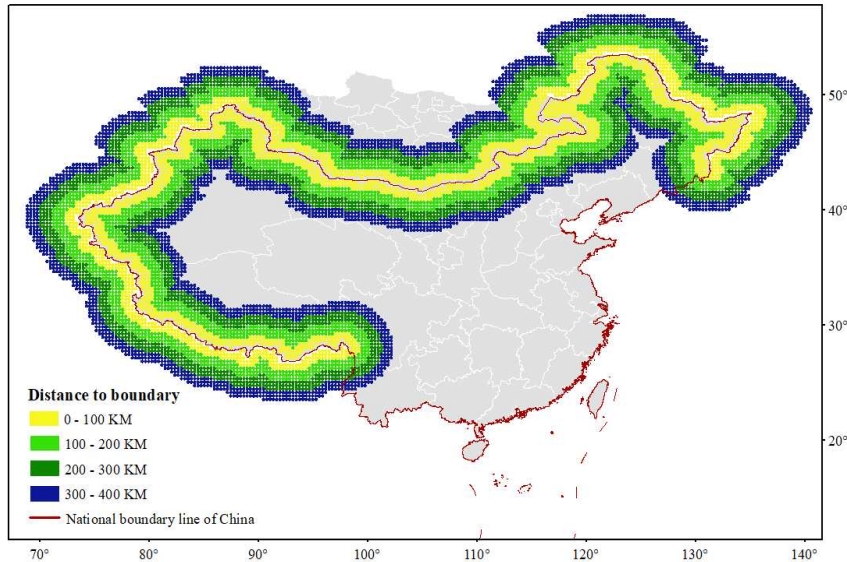 50°
40°
30°
20°
Distance to boundary
0 - 100 KM
100 - 200 KM
200 - 300 KM
300 - 400 KM
National boundary line of China
70° 80° 90° 100° 110° 120° 130° 140°